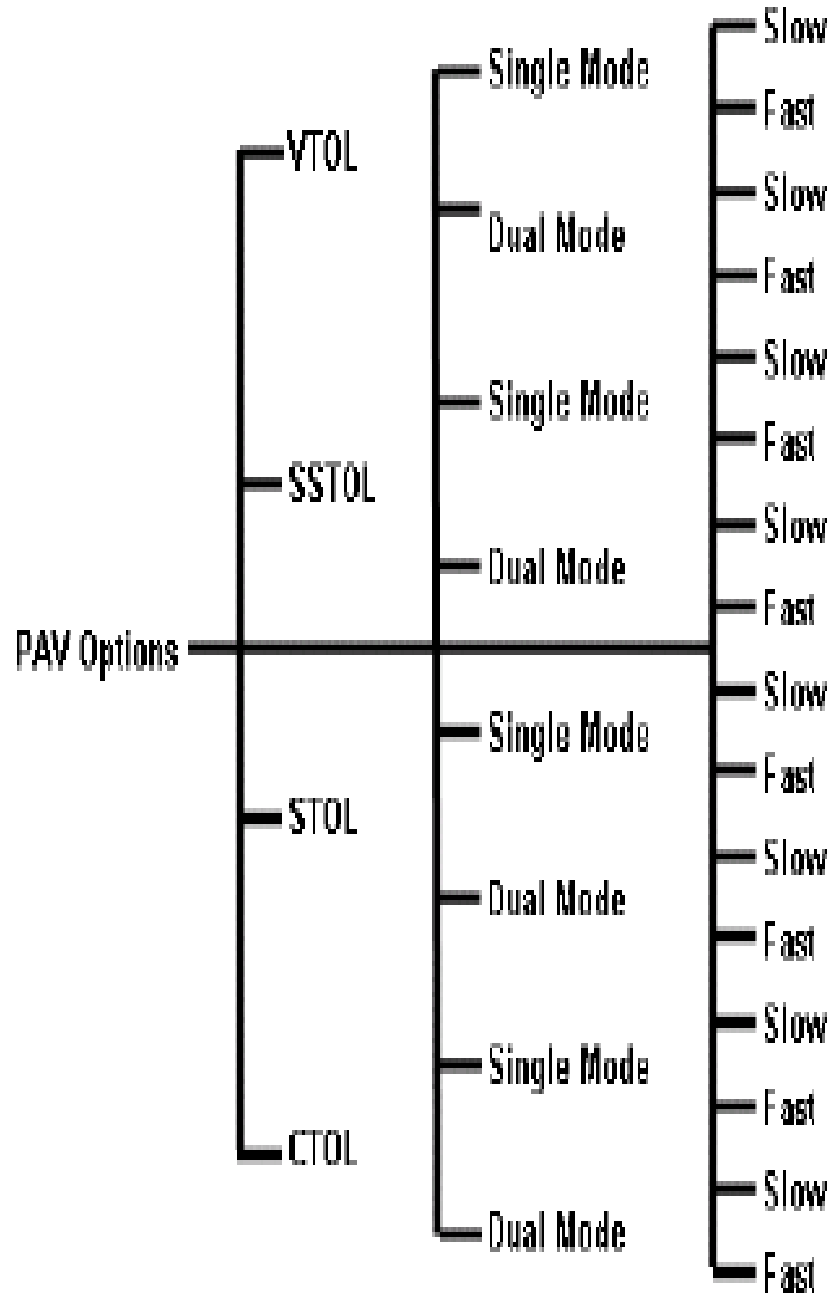 PAV Options
VTOL
SSTOL
STOL
CTOL
Single Mode
Dual Mode
Single Mode
Dual Mode
Single Mode
Dual Mode
Single Mode
Dual Mode
Slow
Fast
Slow
Fast
Slow
Fast
Slow
Fast
Slow
Fast
Slow
Fast
Slow
Fast
Slow
Fast